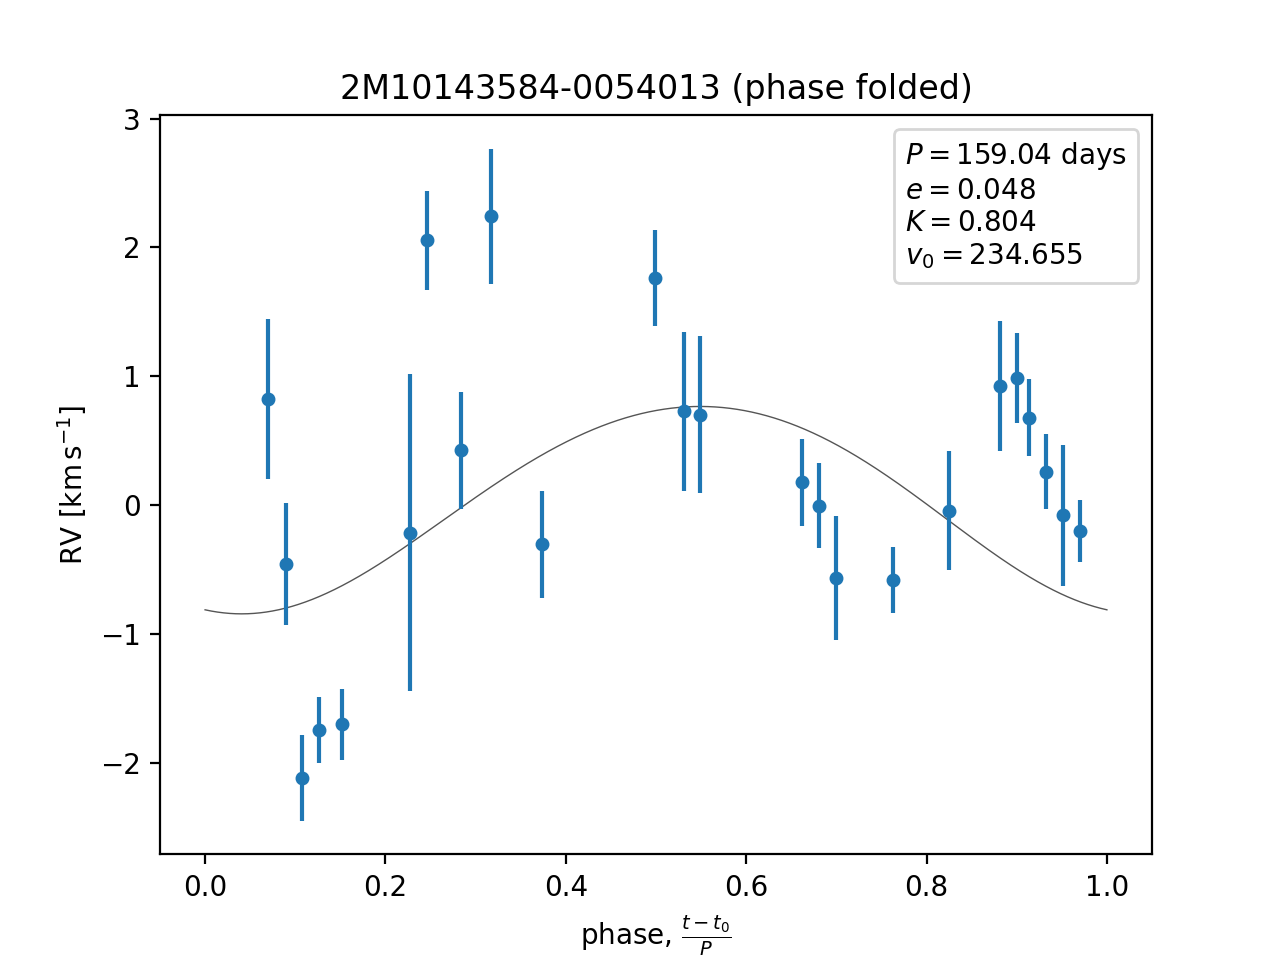 2M10143584-0054013 (phase folded)
P = 159.04 days
e = 0.048
K = 0.804
v₀ = 234.655
RV [km s⁻¹]
3
2
1
0
−1
−2
0.0 0.2 0.4 0.6 0.8 1.0
phase, (t − t₀)/P